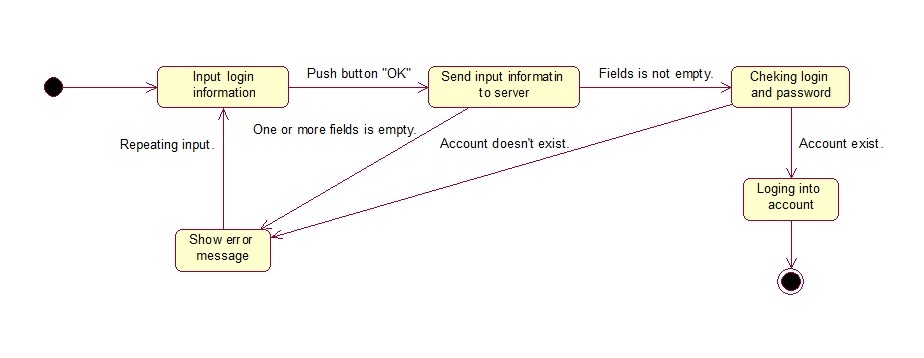 Input login
information
Push button "OK"
Send input informatin
to server
Fields is not empty.
Cheking login
and password
One or more fields is empty.
Repeating input.
Account doesn't exist.
Account exist.
Loging into
account
Show error
message